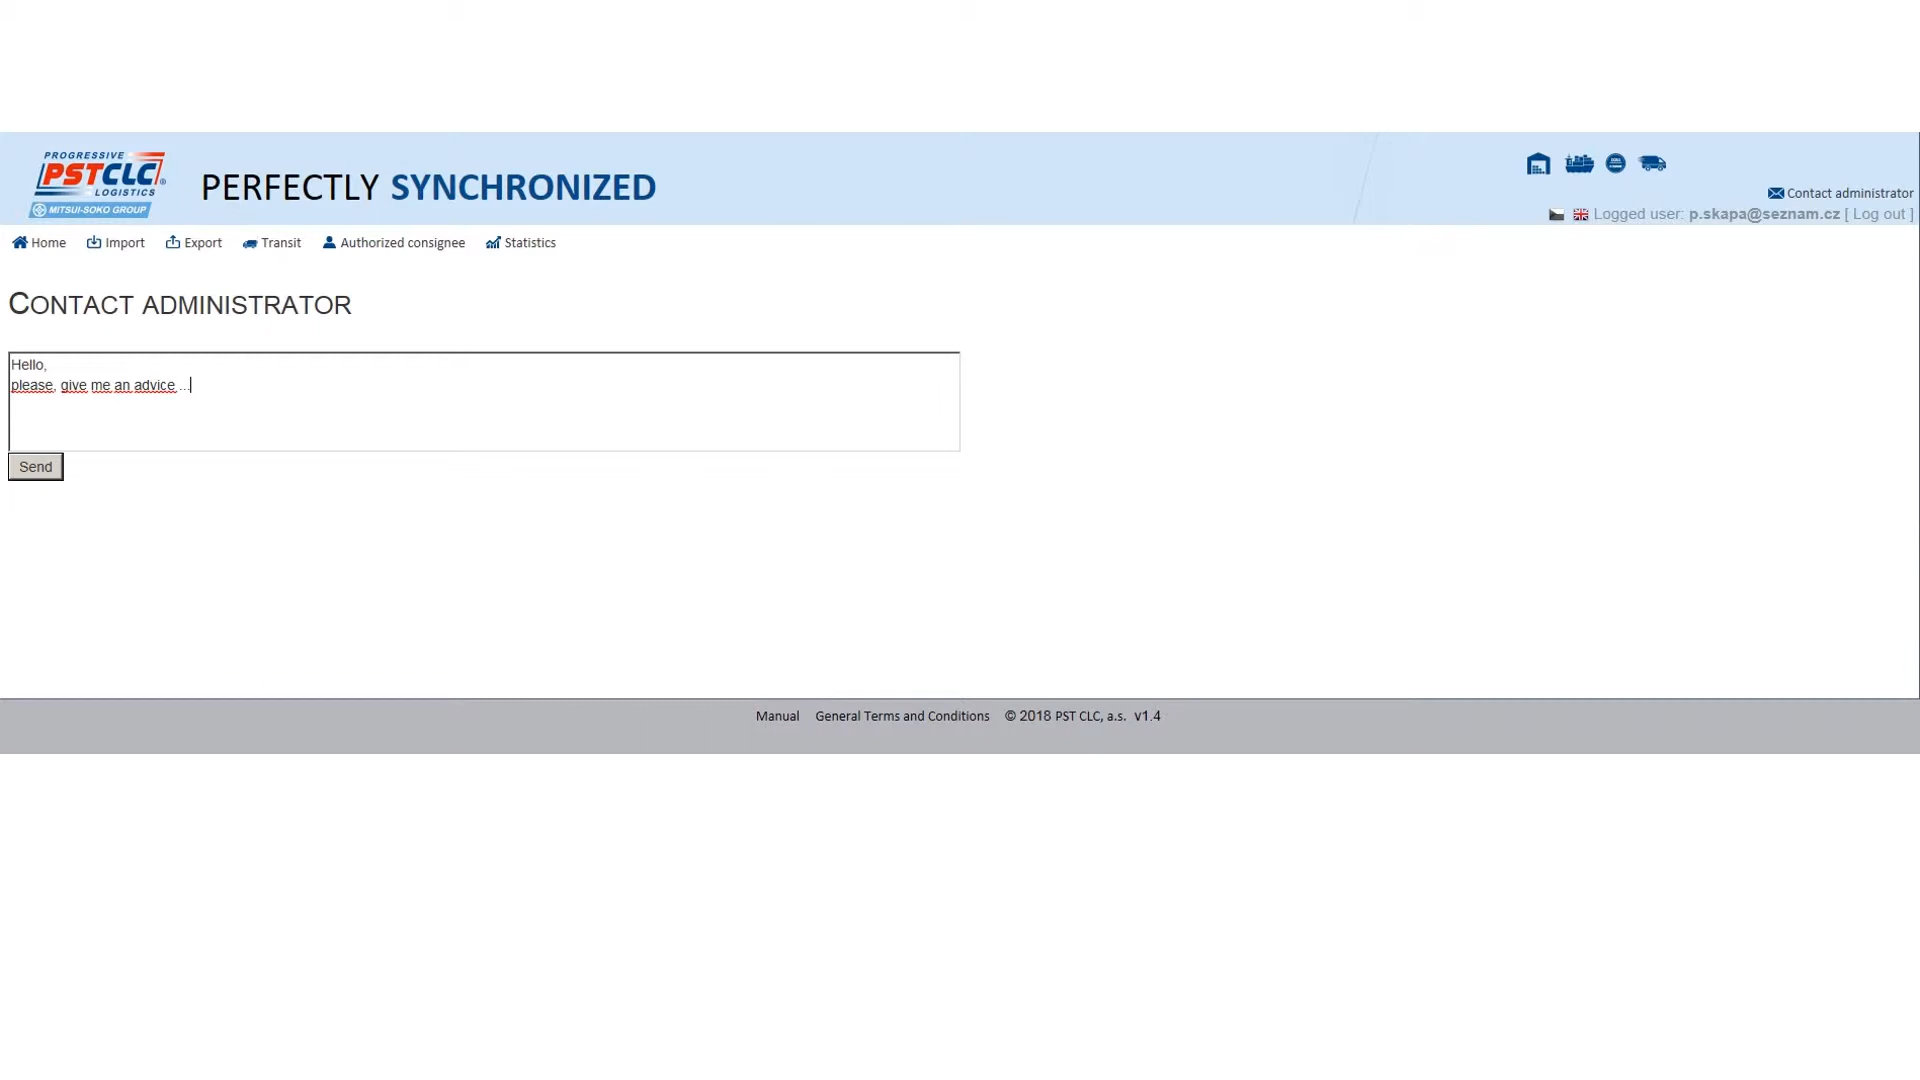 PROGRESSIVE
PSTCLC®
LOGISTICS
MITSUI-SOKO GROUP
PERFECTLY SYNCHRONIZED
Contact administrator
Logged user: p.skapa@seznam.cz [ Log out ]
Home Import Export Transit Authorized consignee Statistics
CONTACT ADMINISTRATOR
Hello,
please, give me an advice ...
Send
Manual General Terms and Conditions © 2018 PST CLC, a.s. v1.4